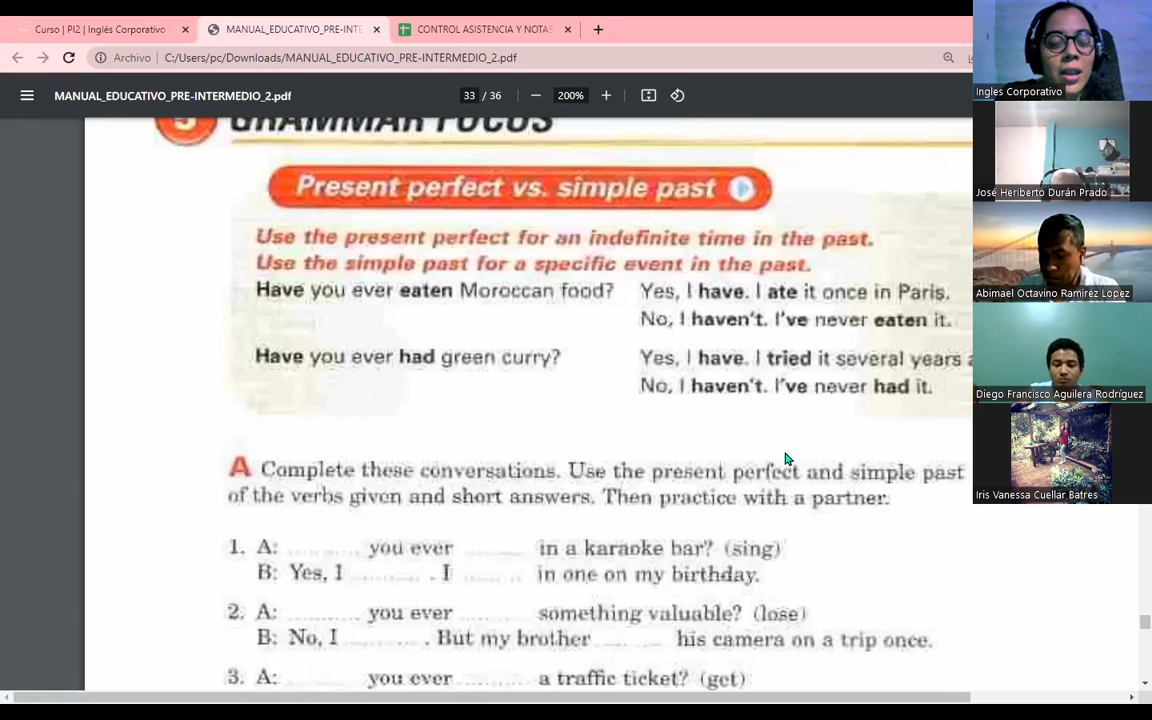 Curso | PI2 | Inglés Corporativo
MANUAL_EDUCATIVO_PRE-INTE
CONTROL ASISTENCIA Y NOTAS
Archivo
C:/Users/pc/Downloads/MANUAL_EDUCATIVO_PRE-INTERMEDIO_2.pdf
MANUAL_EDUCATIVO_PRE-INTERMEDIO_2.pdf
33 / 36
200%
5 GRAMMAR FOCUS
Present perfect vs. simple past
Use the present perfect for an indefinite time in the past.
Use the simple past for a specific event in the past.
Have you ever eaten Moroccan food? Yes, I have. I ate it once in Paris.
No, I haven't. I've never eaten it.
Have you ever had green curry? Yes, I have. I tried it several years
No, I haven't. I've never had it.
A Complete these conversations. Use the present perfect and simple past
of the verbs given and short answers. Then practice with a partner.
1. A: .......... you ever .......... in a karaoke bar? (sing)
B: Yes, I .......... . I .......... in one on my birthday.
2. A: .......... you ever .......... something valuable? (lose)
B: No, I .......... . But my brother .......... his camera on a trip once.
3. A: .......... you ever .......... a traffic ticket? (get)
Ingles Corporativo
José Heriberto Durán Prado
Abimael Octavino Ramirez Lopez
Diego Francisco Aguilera Rodríguez
Iris Vanessa Cuellar Batres